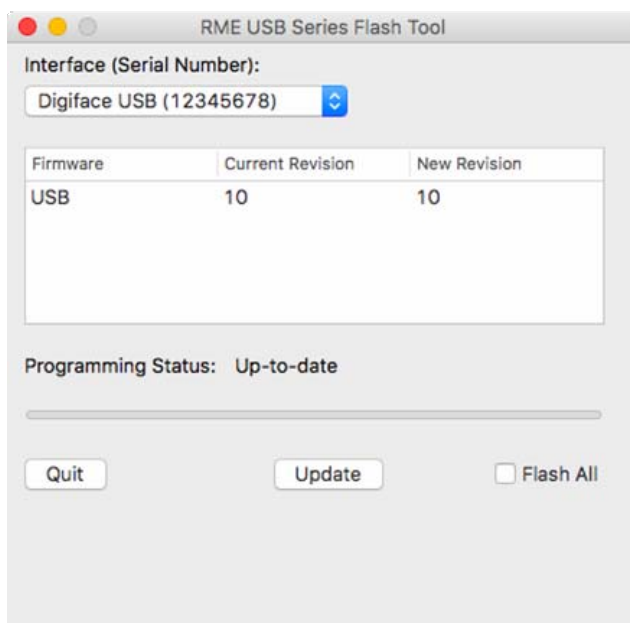 RME USB Series Flash Tool
Interface (Serial Number):
Digiface USB (12345678)
Firmware Current Revision New Revision
USB 10 10
Programming Status: Up-to-date
Quit Update Flash All